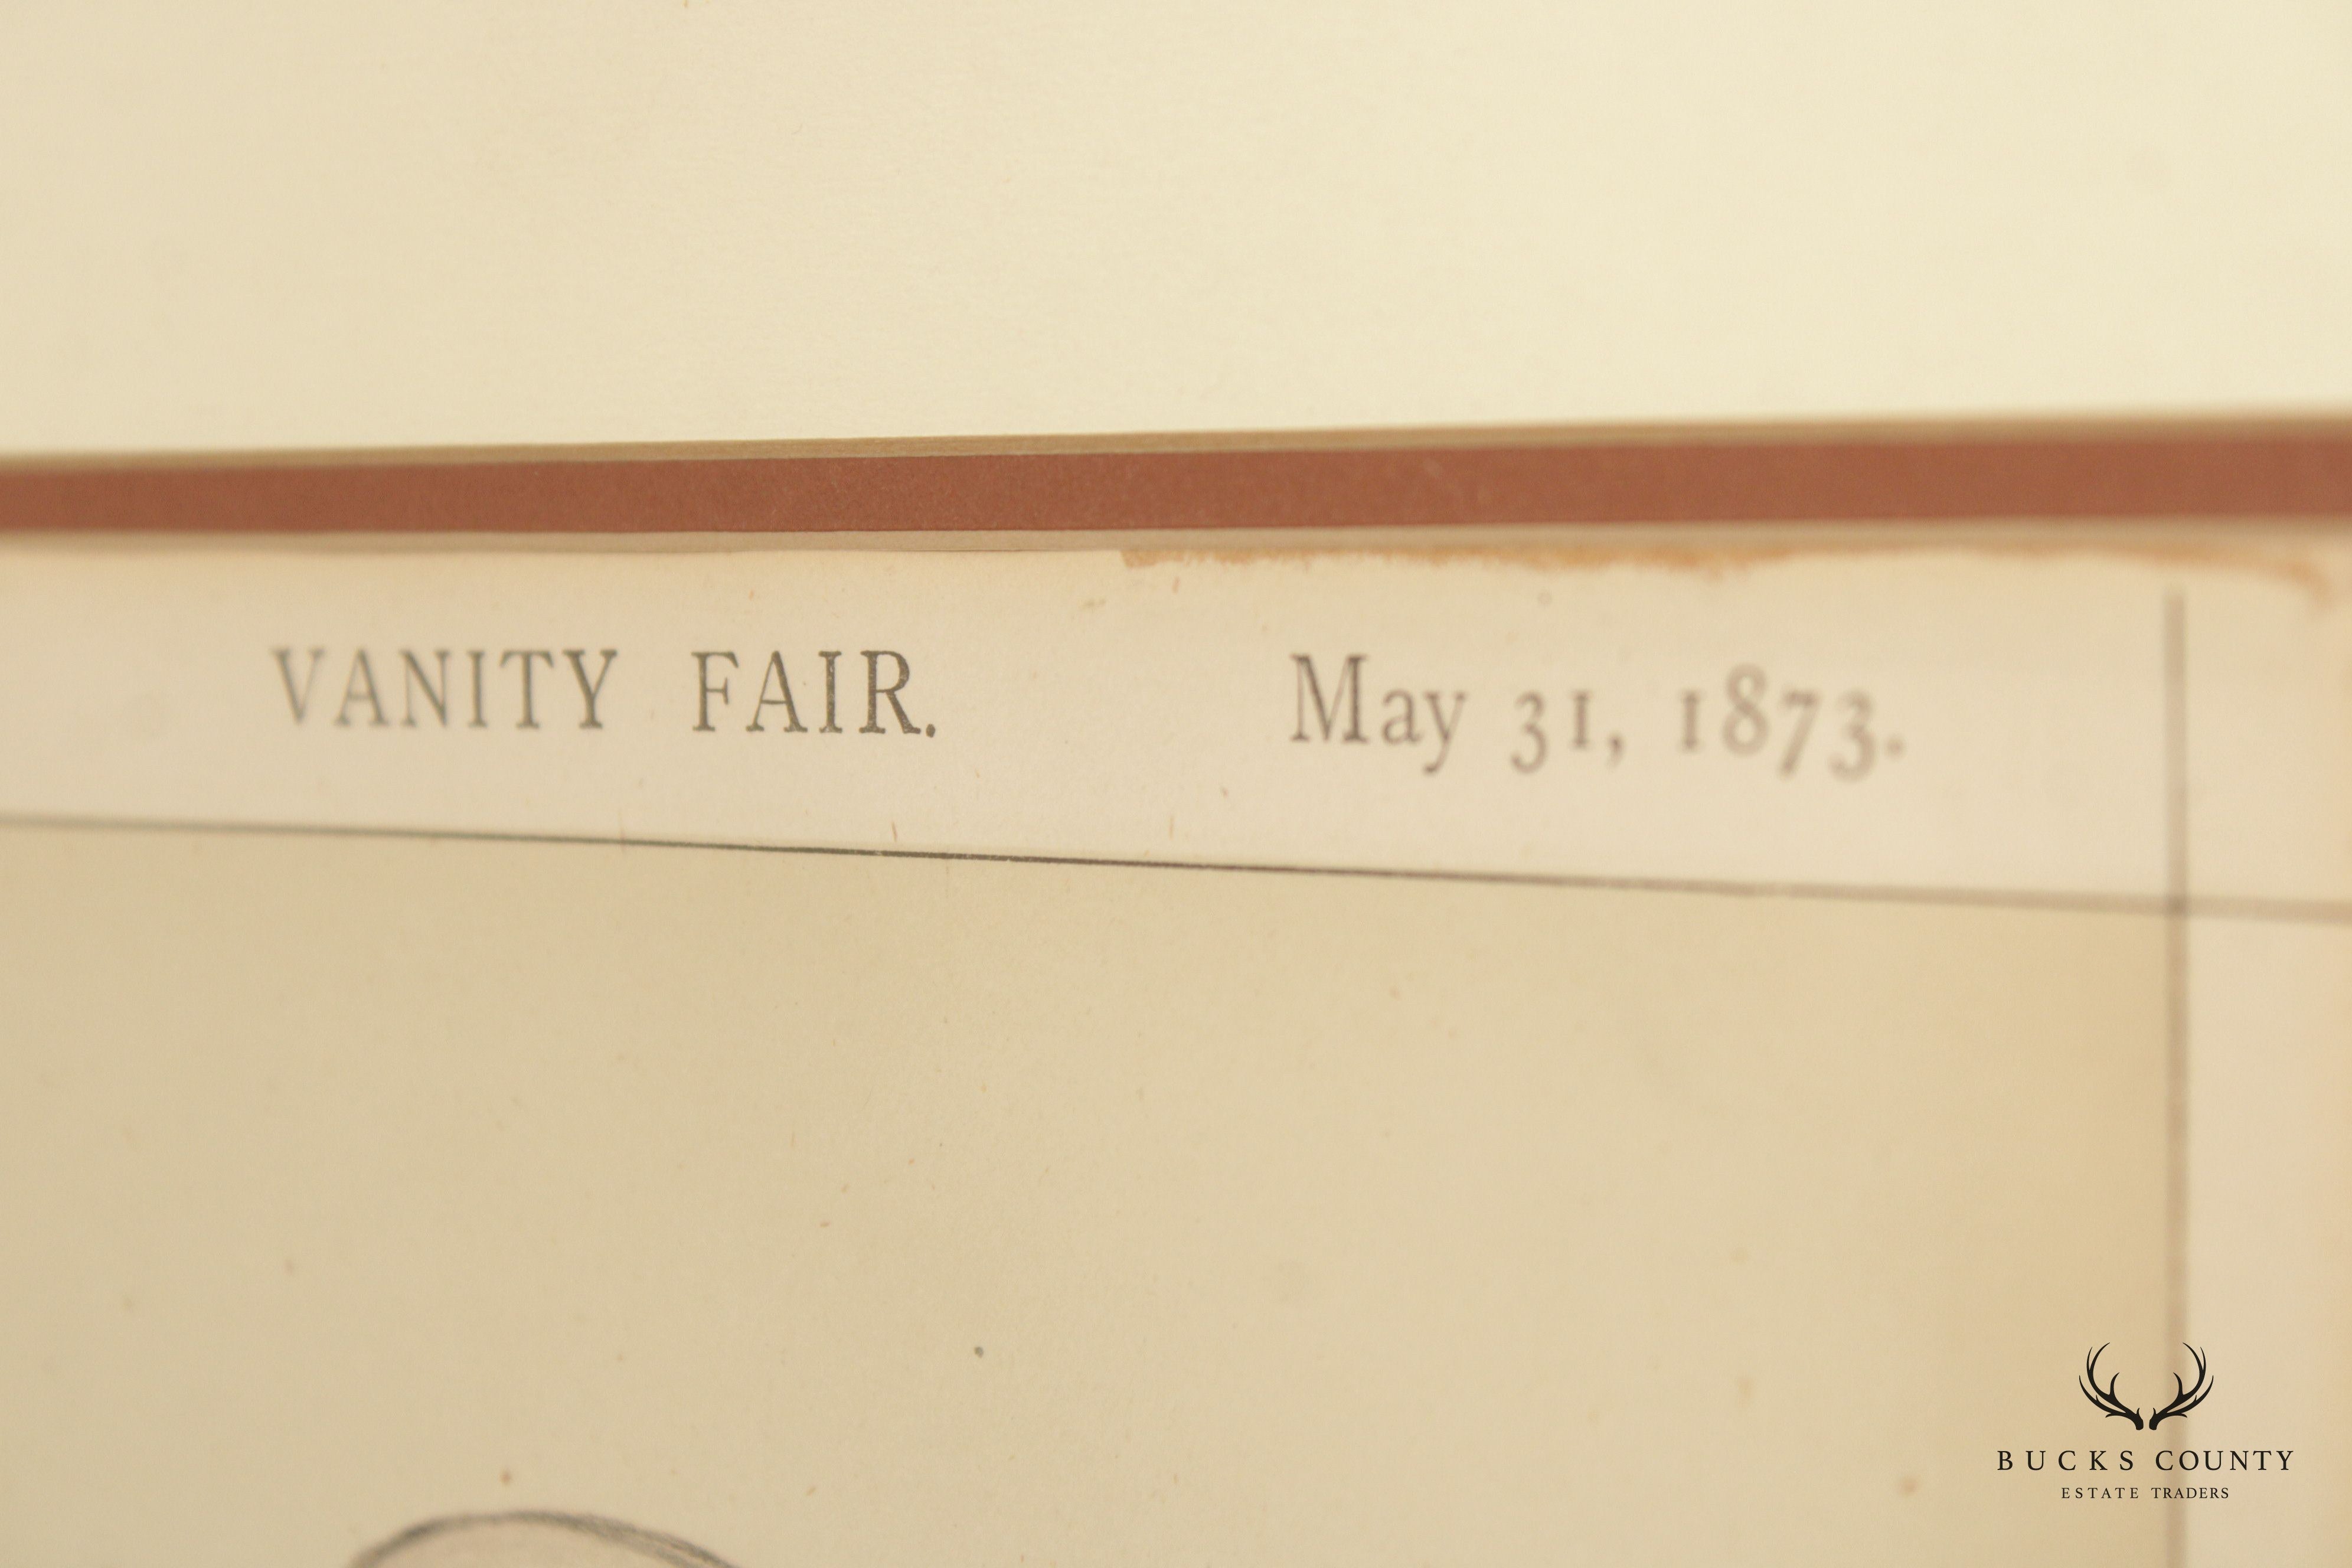 VANITY FAIR. May 31, 1873.
BUCKS COUNTY
ESTATE TRADERS